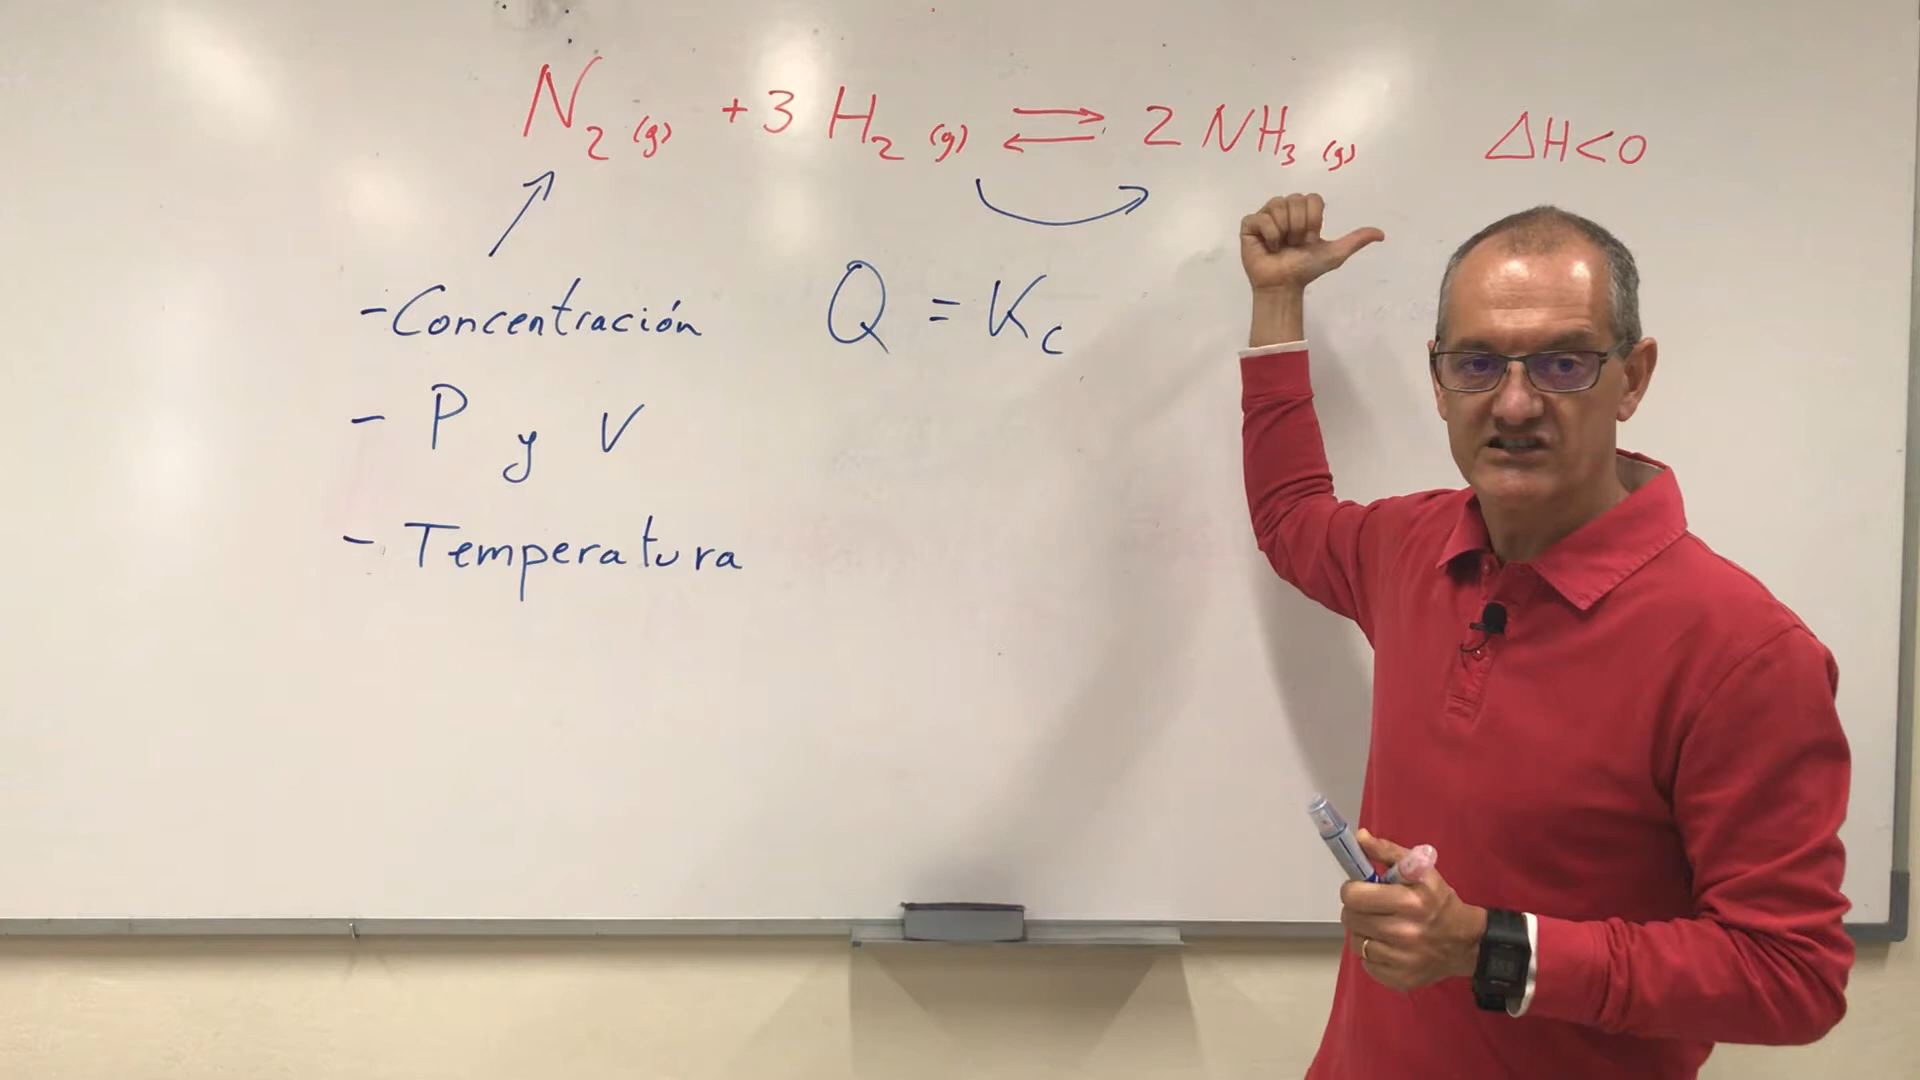 N₂ (g) + 3 H₂ (g) ⇌ 2 NH₃ (g) ΔH<0
- Concentración Q = Kc
- P y V
- Temperatura